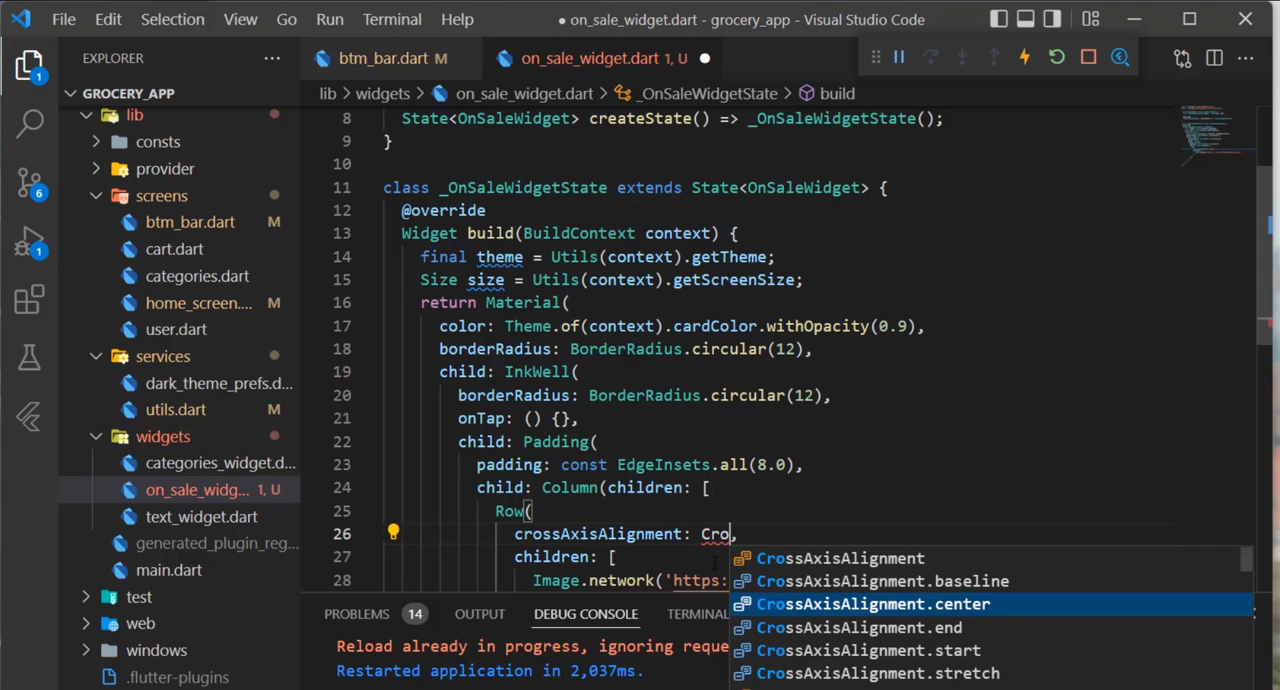 File Edit Selection View Go Run Terminal Help ● on_sale_widget.dart - grocery_app - Visual Studio Code
EXPLORER ...
btm_bar.dart M
on_sale_widget.dart 1, U ●
1
GROCERY_APP
lib > widgets > on_sale_widget.dart > _OnSaleWidgetState > build
lib
consts
provider
screens
6
btm_bar.dart M
cart.dart
1
categories.dart
home_screen.... M
user.dart
services
dark_theme_prefs.d...
utils.dart M
widgets
categories_widget.d...
on_sale_widg... 1, U
text_widget.dart
generated_plugin_reg...
main.dart
test
web
windows
.flutter-plugins
8 State<OnSaleWidget> createState() => _OnSaleWidgetState();
9 }
10
11 class _OnSaleWidgetState extends State<OnSaleWidget> {
12 @override
13 Widget build(BuildContext context) {
14 final theme = Utils(context).getTheme;
15 Size size = Utils(context).getScreenSize;
16 return Material(
17 color: Theme.of(context).cardColor.withOpacity(0.9),
18 borderRadius: BorderRadius.circular(12),
19 child: InkWell(
20 borderRadius: BorderRadius.circular(12),
21 onTap: () {},
22 child: Padding(
23 padding: const EdgeInsets.all(8.0),
24 child: Column(children: [
25 Row(
26 crossAxisAlignment: Cro,
27 children: [
28 Image.network('https:
CrossAxisAlignment
CrossAxisAlignment.baseline
CrossAxisAlignment.center
CrossAxisAlignment.end
CrossAxisAlignment.start
CrossAxisAlignment.stretch
PROBLEMS 14 OUTPUT DEBUG CONSOLE TERMINAL
Reload already in progress, ignoring reque
Restarted application in 2,037ms.